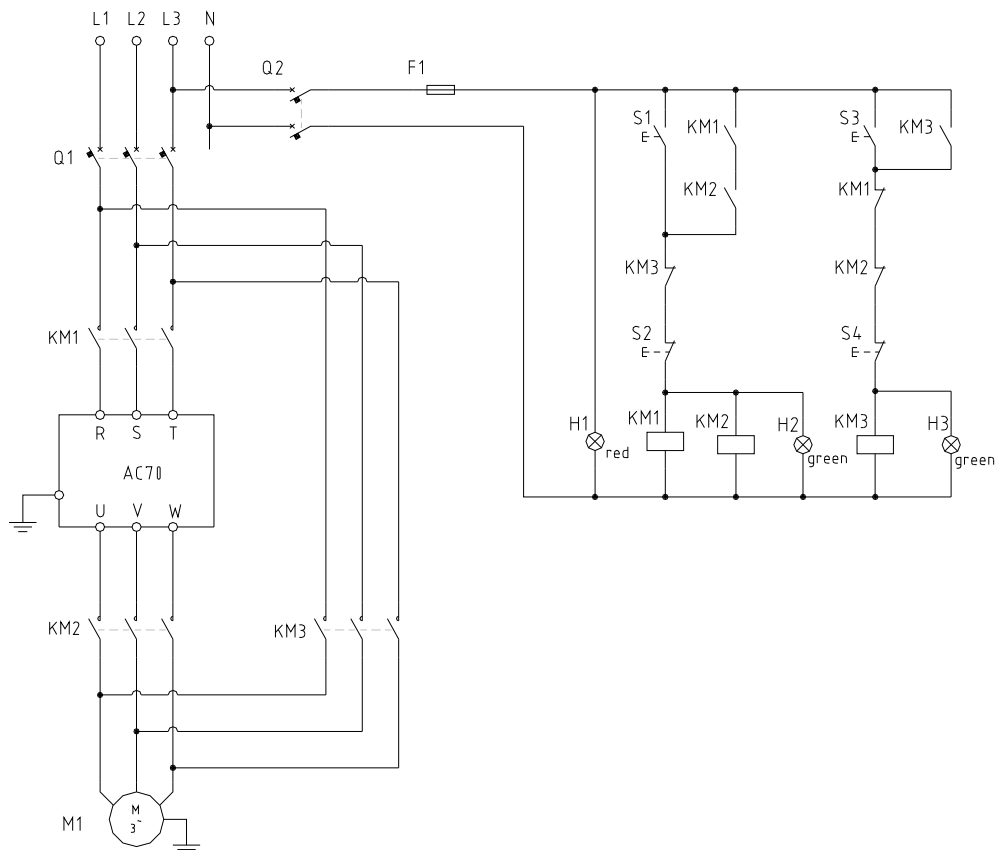 L1 L2 L3 N
Q2 F1
S1 KM1 S3 KM3
Q1
KM2 KM1
KM3 KM2
KM1 S2 S4
R S T
KM1 KM2 H2 KM3 H3
H1
red green green
AC70
U V W
KM2 KM3
M1
M
3~